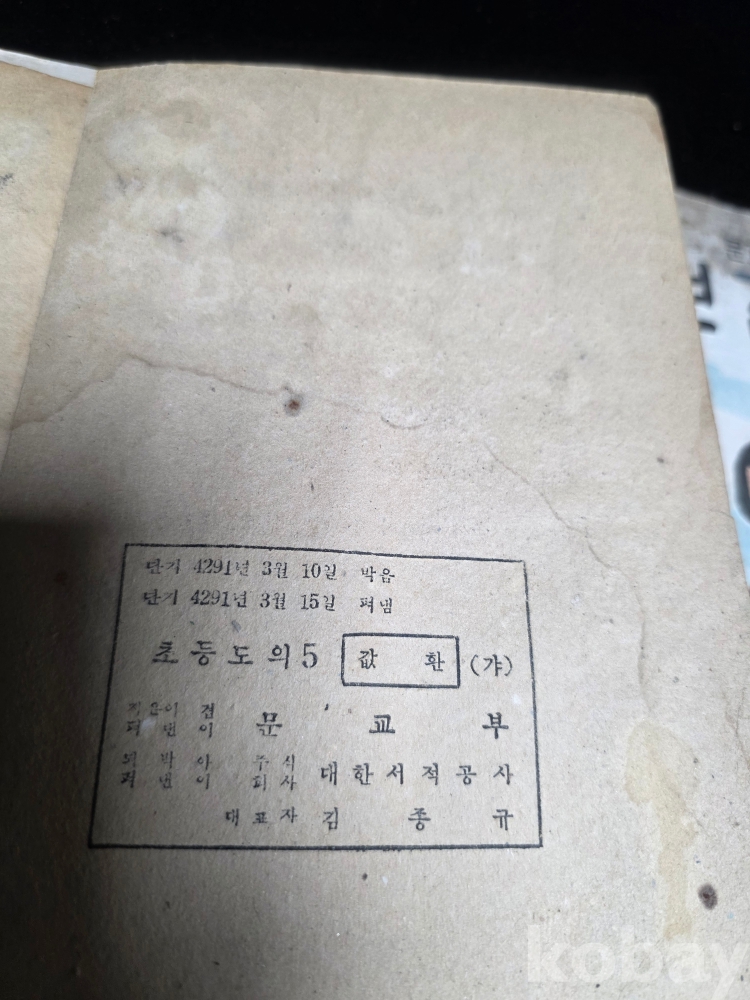 단기 4291년 3월 10일 박음
단기 4291년 3월 15일 펴냄
초등도의 5 값 환 (갸)
지은이 겸
펴낸이 문교부
되박아 주식
펴낸이 회사 대한서적공사
대표자 김종규
kobay